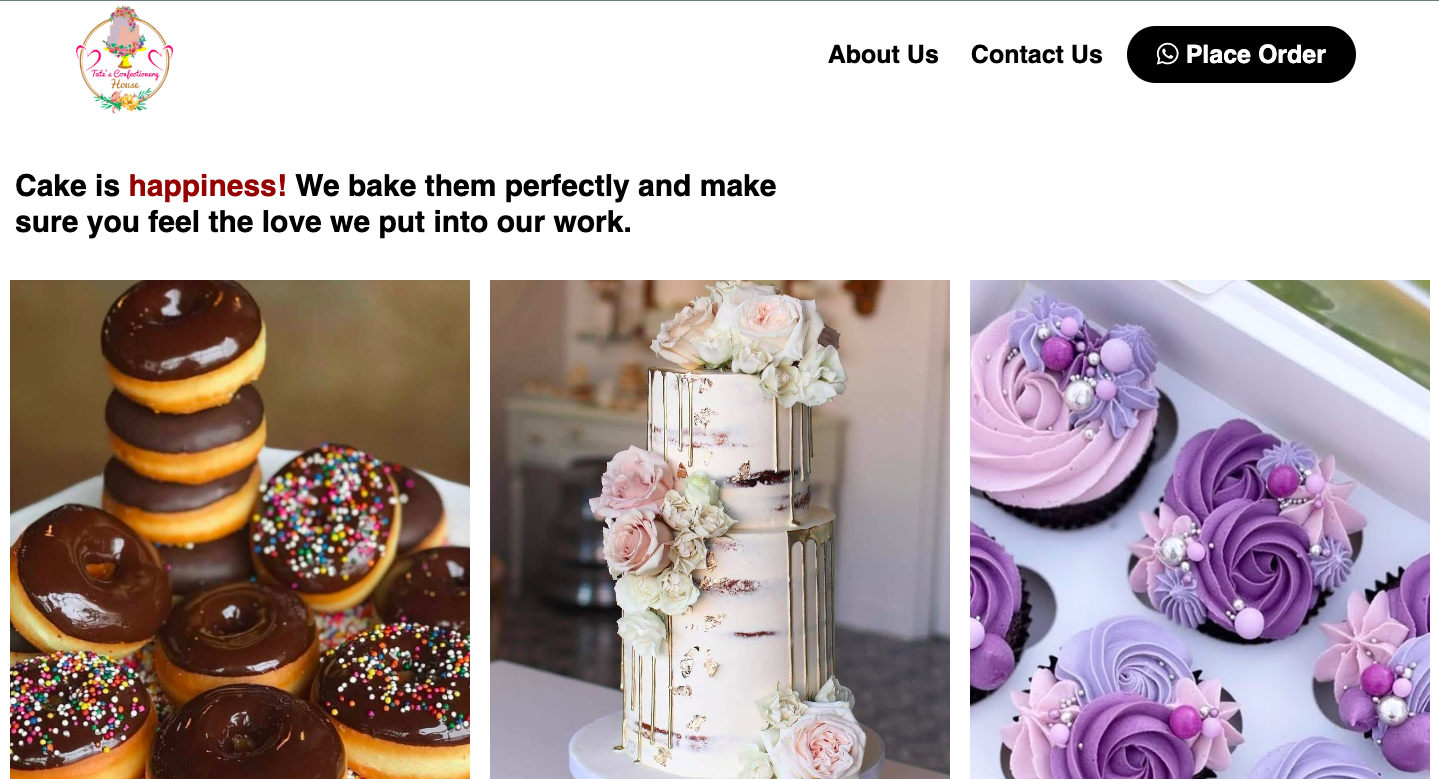 Tate's Confectionery
House
About Us
Contact Us
Place Order
Cake is happiness! We bake them perfectly and make
sure you feel the love we put into our work.